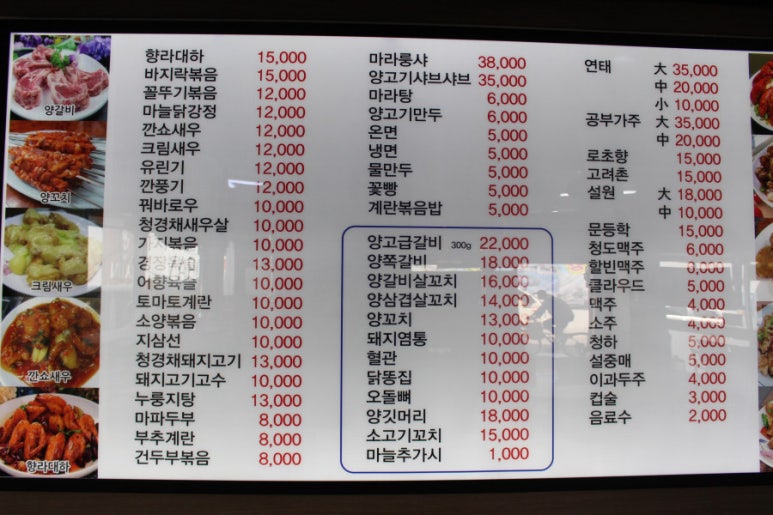 양갈비
양꼬치
크림새우
깐쇼새우
향라대하
향라대하 15,000
바지락볶음 15,000
꼴뚜기볶음 12,000
마늘닭강정 12,000
깐쇼새우 12,000
크림새우 12,000
유린기 12,000
깐풍기 12,000
꿔바로우 10,000
청경채새우살 10,000
가지볶음 10,000
경장육슬 13,000
어향육슬 10,000
토마토계란 10,000
소양볶음 10,000
지삼선 10,000
청경채돼지고기 13,000
돼지고기고수 10,000
누룽지탕 13,000
마파두부 8,000
부추계란 8,000
건두부볶음 8,000
마라룽샤 38,000
양고기샤브샤브 35,000
마라탕 6,000
양고기만두 6,000
온면 5,000
냉면 5,000
물만두 5,000
꽃빵 5,000
계란볶음밥 5,000
양고급갈비 300g 22,000
양쪽갈비 18,000
양갈비살꼬치 16,000
양삼겹살꼬치 14,000
양꼬치 13,000
돼지염통 10,000
혈관 10,000
닭똥집 10,000
오돌뼈 10,000
양깃머리 18,000
소고기꼬치 15,000
마늘추가시 1,000
연태 大 35,000
中 20,000
小 10,000
공부가주 大 35,000
中 20,000
로초향 15,000
고려촌 15,000
설원 大 18,000
中 10,000
문등학 15,000
청도맥주 6,000
할빈맥주 6,000
클라우드 5,000
맥주 4,000
소주 4,000
청하 5,000
설중매 5,000
이과두주 4,000
컵술 3,000
음료수 2,000